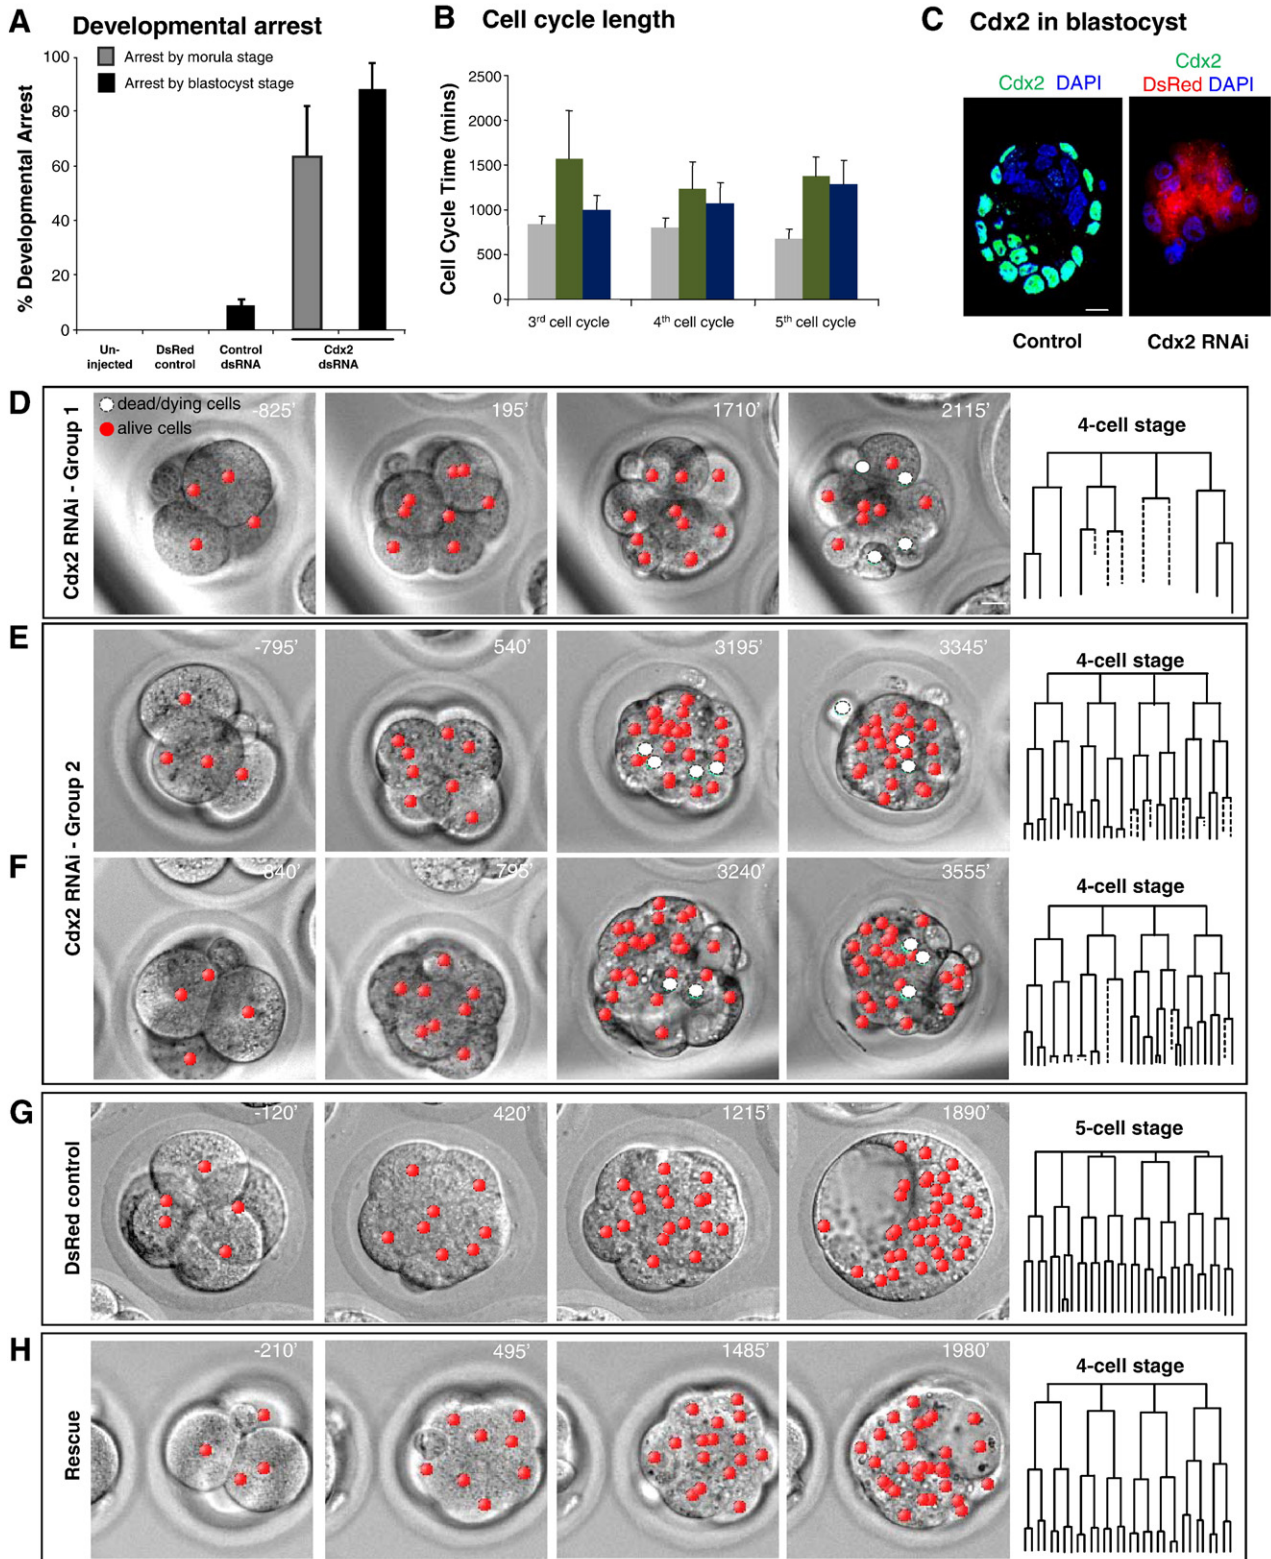 A Developmental arrest
Arrest by morula stage
Arrest by blastocyst stage
% Developmental Arrest
100
80
60
40
20
0
Un-
injected
DsRed
control
Control
dsRNA
Cdx2
dsRNA
B Cell cycle length
Cell Cycle Time (mins)
2500
2000
1500
1000
500
0
3rd cell cycle
4th cell cycle
5th cell cycle
C Cdx2 in blastocyst
Cdx2 DAPI
Cdx2
DsRed DAPI
Control
Cdx2 RNAi
D
Cdx2 RNAi - Group 1
dead/dying cells
alive cells
-825'
195'
1710'
2115'
4-cell stage
E
Cdx2 RNAi - Group 2
-795'
540'
3195'
3345'
4-cell stage
F
-840'
795'
3240'
3555'
4-cell stage
G
DsRed control
-120'
420'
1215'
1890'
5-cell stage
H
Rescue
-210'
495'
1485'
1980'
4-cell stage